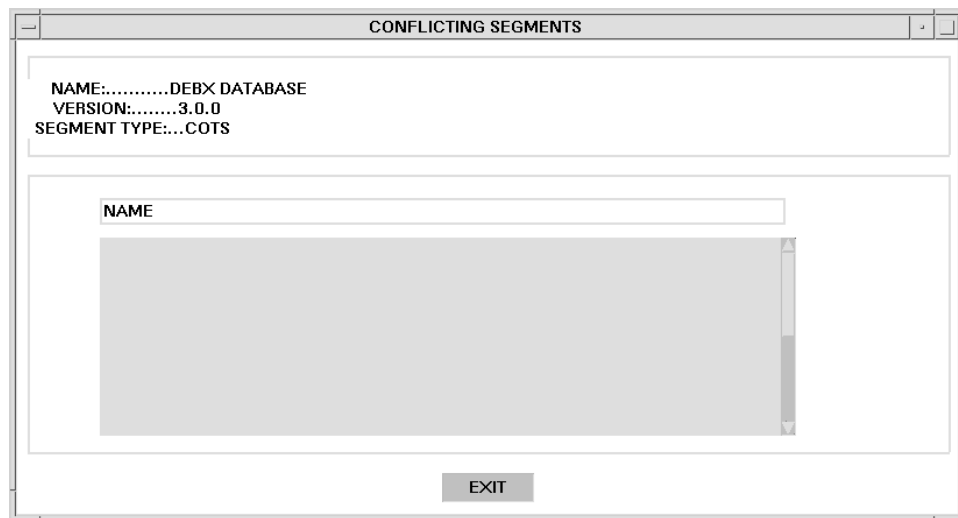 CONFLICTING SEGMENTS
NAME:...........DEBX DATABASE
VERSION:........3.0.0
SEGMENT TYPE:...COTS
NAME
EXIT